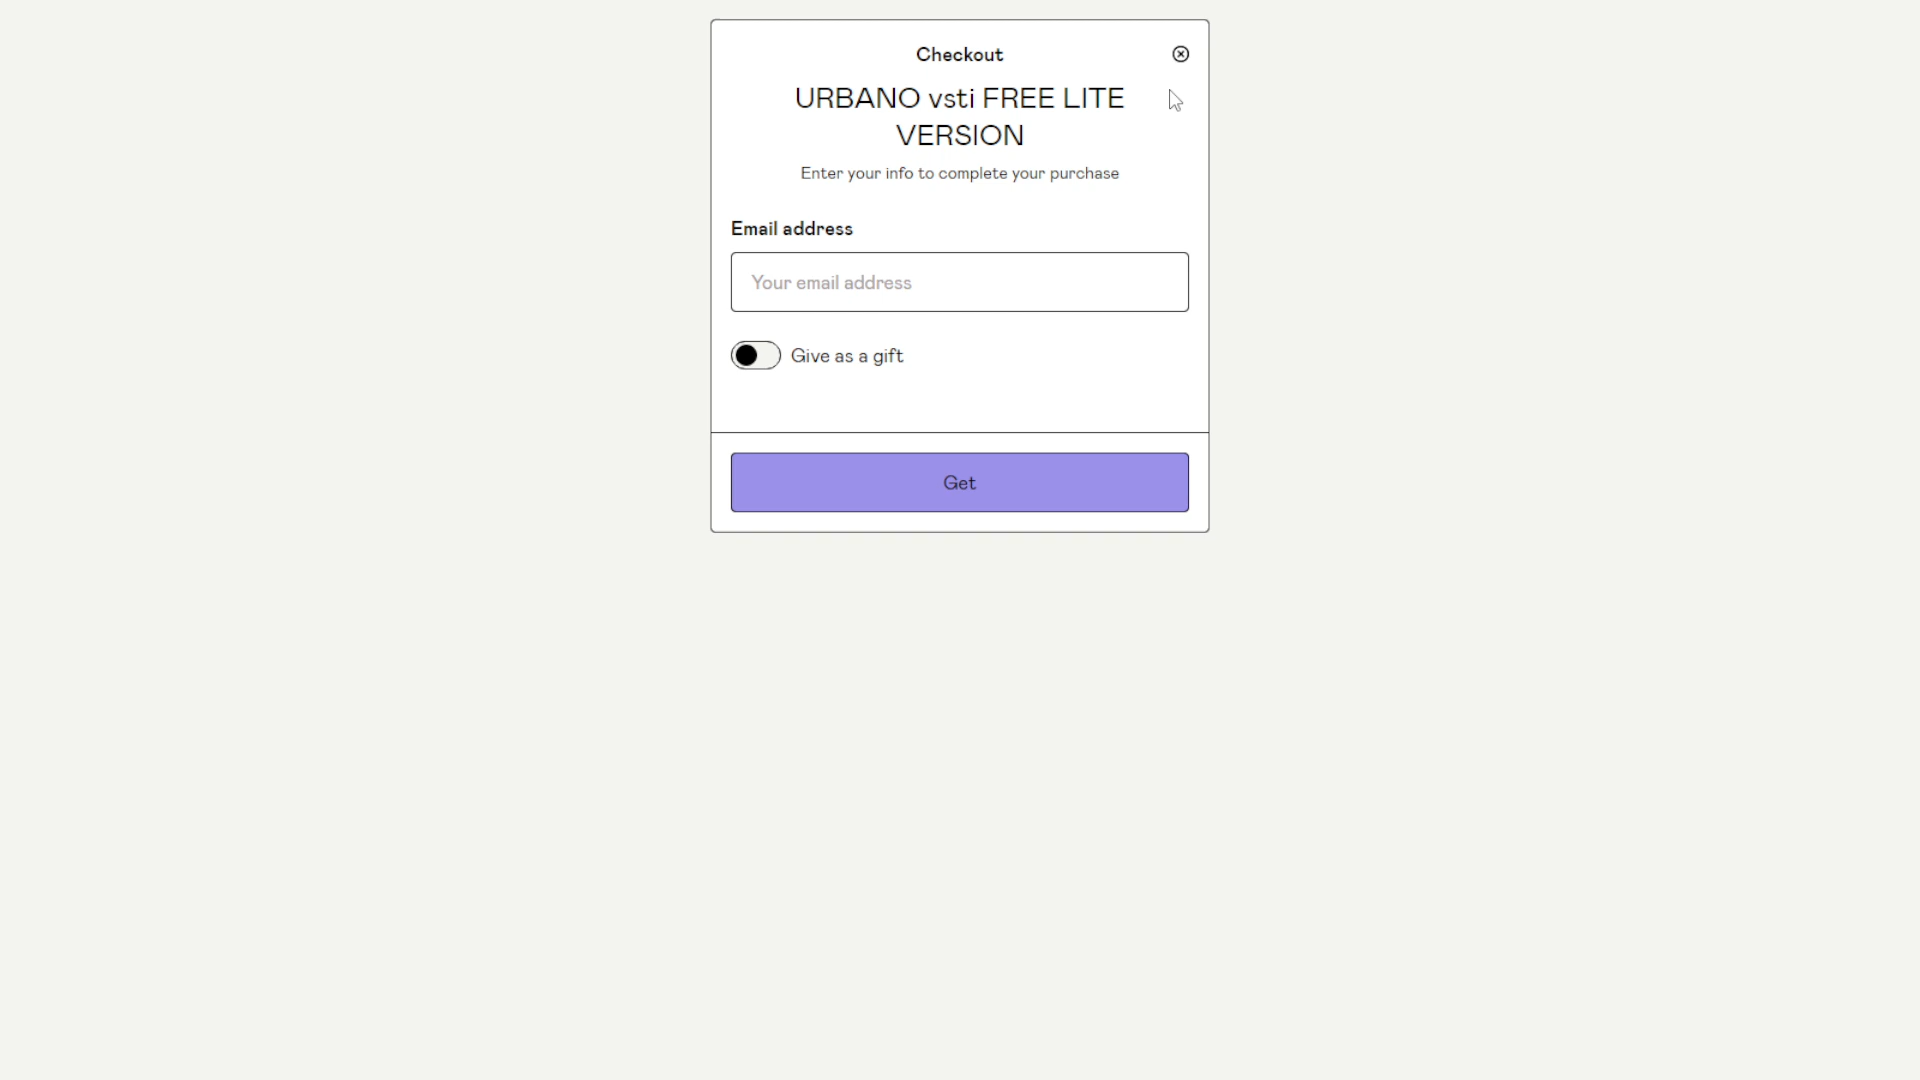 Checkout
URBANO vsti FREE LITE
VERSION
Enter your info to complete your purchase
Email address
Your email address
Give as a gift
Get